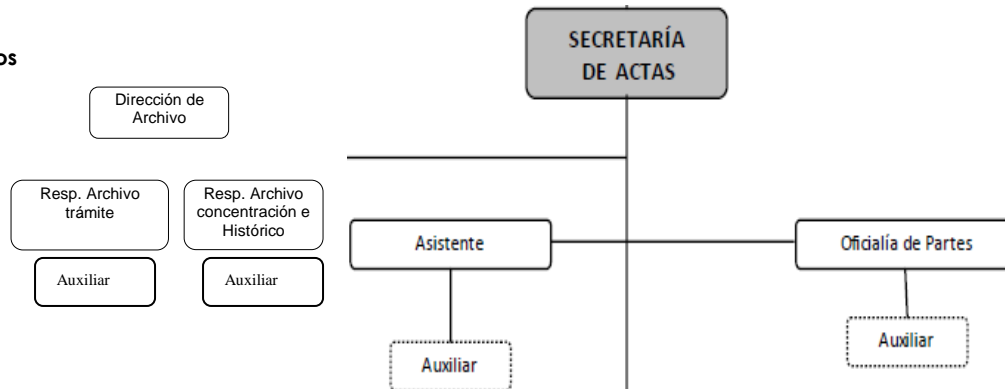 SECRETARÍA
DE ACTAS
os
Dirección de
Archivo
Resp. Archivo
trámite
Resp. Archivo
concentración e
Histórico
Asistente
Oficialía de Partes
Auxiliar
Auxiliar
Auxiliar
Auxiliar